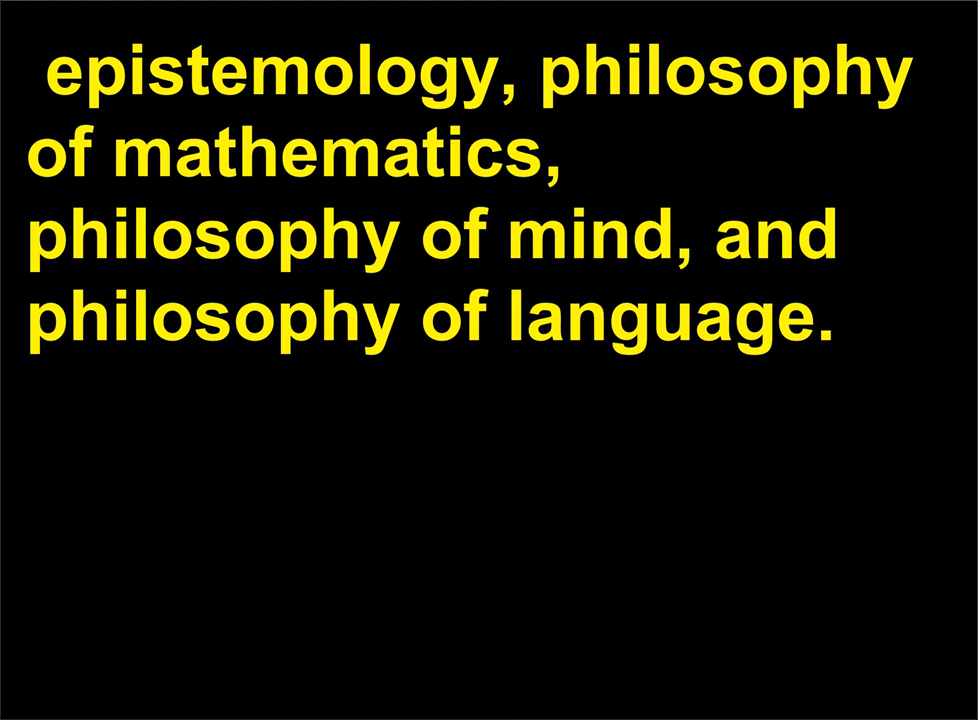 epistemology, philosophy
of mathematics,
philosophy of mind, and
philosophy of language.